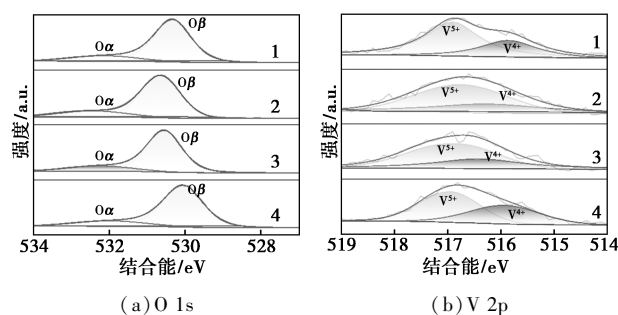 强度/a.u.
Oβ
Oα
1
Oβ
Oα
2
Oβ
Oα
3
Oβ
Oα
4
534 532 530 528
结合能/eV
(a)O 1s
强度/a.u.
V⁵⁺
V⁴⁺
1
V⁵⁺
V⁴⁺
2
V⁵⁺
V⁴⁺
3
V⁵⁺
V⁴⁺
4
519 518 517 516 515 514
结合能/eV
(b)V 2p